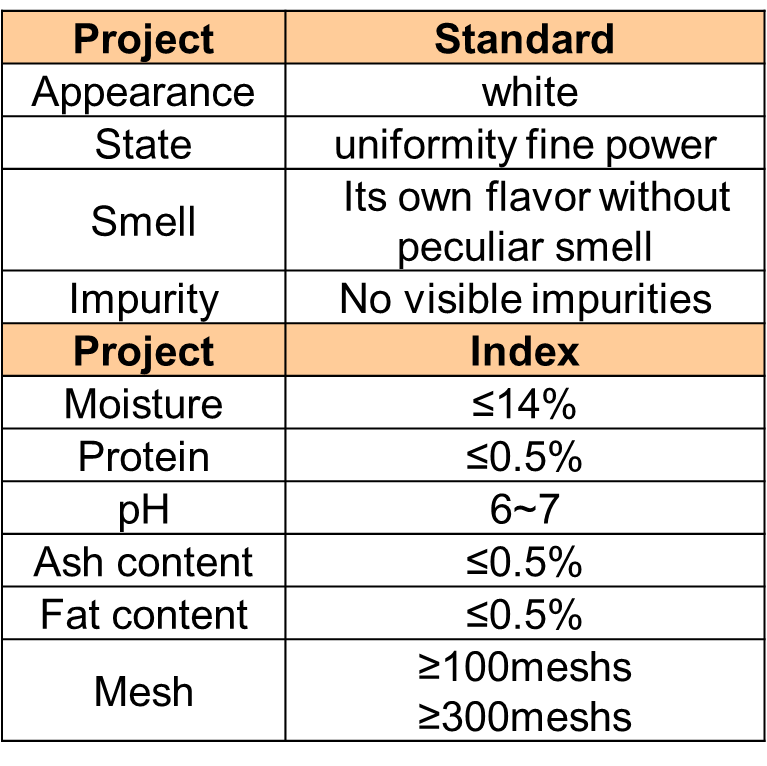 Project Standard
Appearance white
State uniformity fine power
Smell Its own flavor without
peculiar smell
Impurity No visible impurities
Project Index
Moisture ≤14%
Protein ≤0.5%
pH 6~7
Ash content ≤0.5%
Fat content ≤0.5%
Mesh ≥100meshs
≥300meshs